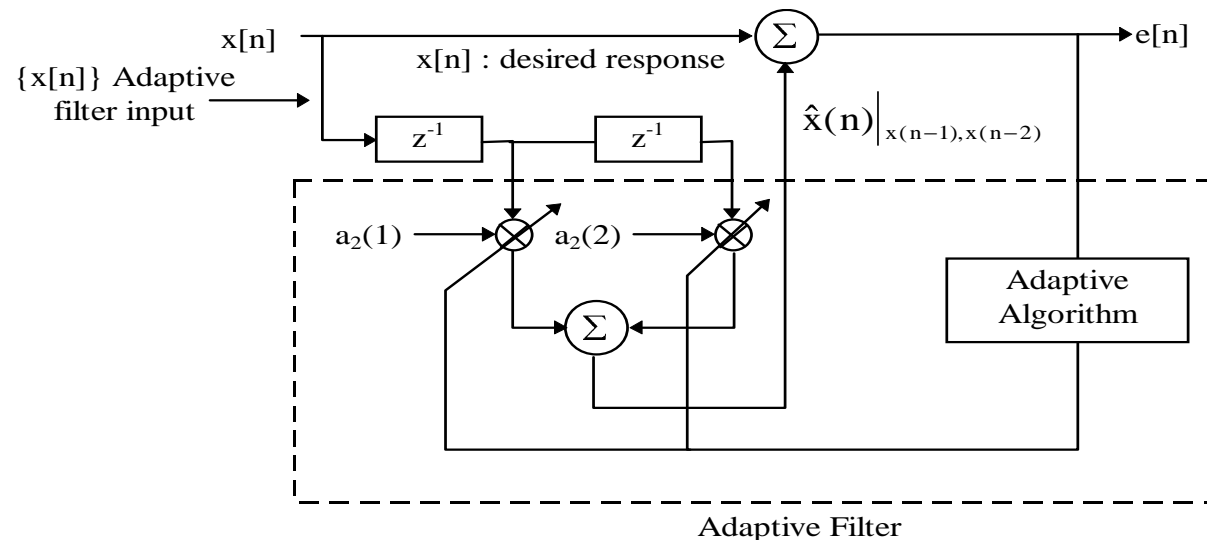 x[n]
Σ
e[n]
x[n] : desired response
{x[n]} Adaptive
filter input
z⁻¹
z⁻¹
x̂(n)|ₓ₍ₙ₋₁₎,ₓ₍ₙ₋₂₎
a₂(1)
a₂(2)
Adaptive
Algorithm
Σ
Adaptive Filter